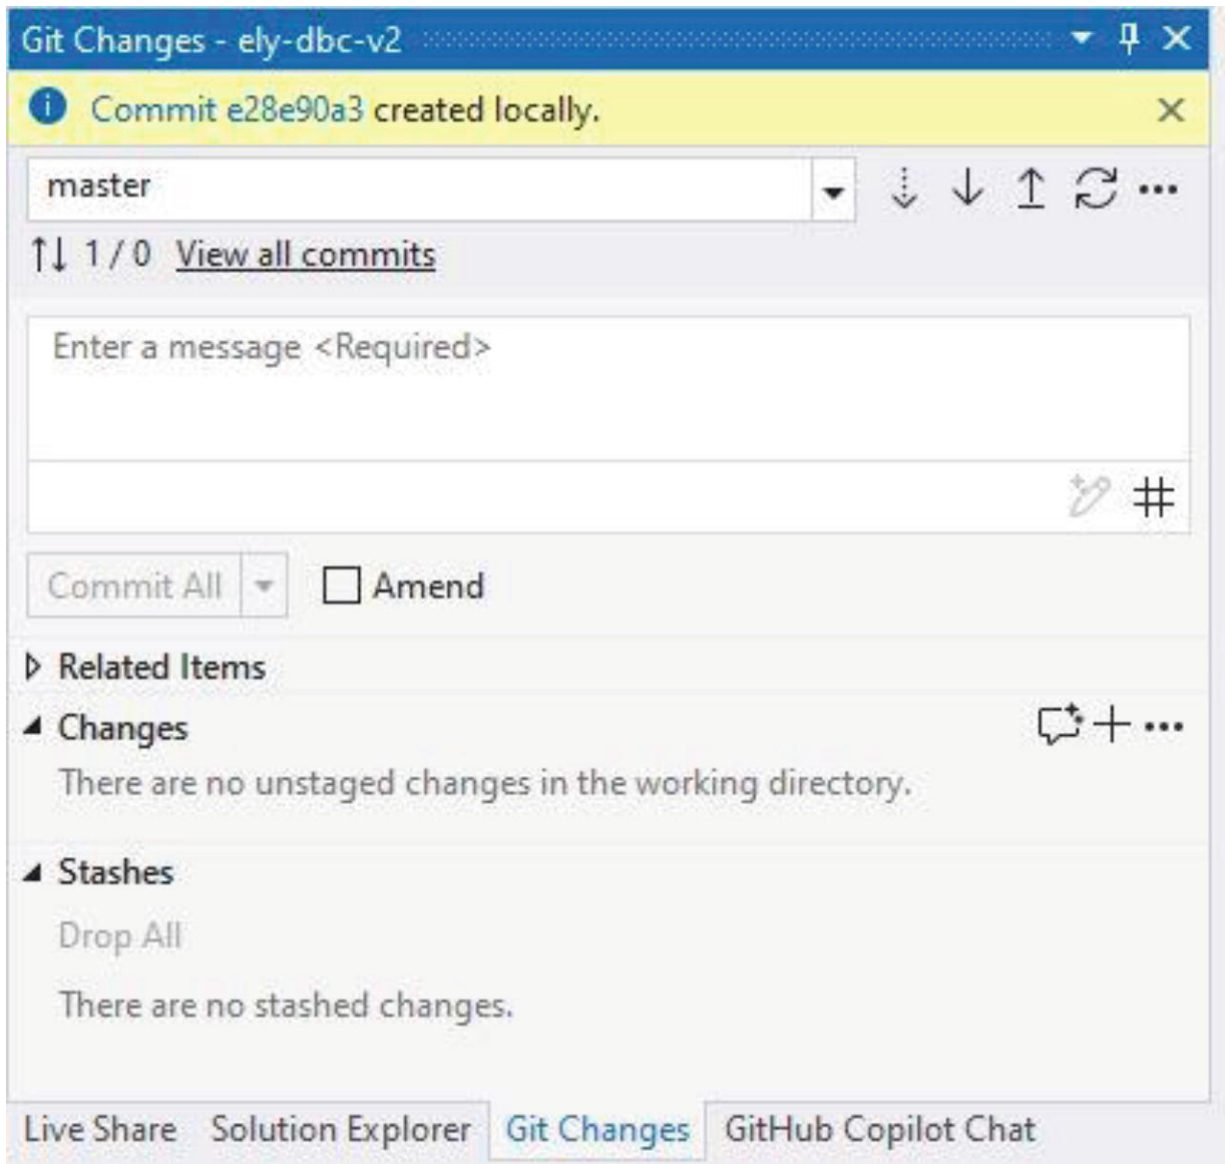 Git Changes - ely-dbc-v2
Commit e28e90a3 created locally.
master
1 / 0 View all commits
Enter a message <Required>
Commit All Amend
Related Items
Changes
There are no unstaged changes in the working directory.
Stashes
Drop All
There are no stashed changes.
Live Share Solution Explorer Git Changes GitHub Copilot Chat